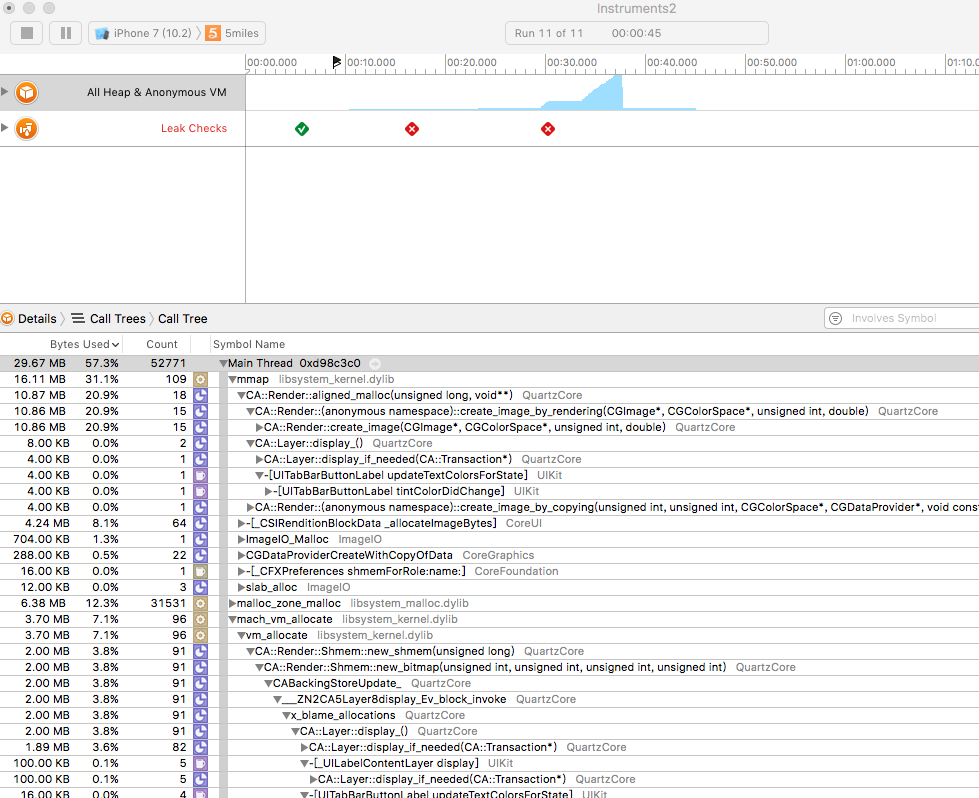 Instruments2
iPhone 7 (10.2) 5 5miles
Run 11 of 11 00:00:45
00:00.000 00:10.000 00:20.000 00:30.000 00:40.000 00:50.000 01:00.000 01:10.0
All Heap & Anonymous VM
Leak Checks
Details Call Trees Call Tree Involves Symbol
Bytes Used Count Symbol Name
29.67 MB 57.3% 52771 Main Thread 0xd98c3c0
16.11 MB 31.1% 109 mmap libsystem_kernel.dylib
10.87 MB 20.9% 18 CA::Render::aligned_malloc(unsigned long, void**) QuartzCore
10.86 MB 20.9% 15 CA::Render::(anonymous namespace)::create_image_by_rendering(CGImage*, CGColorSpace*, unsigned int, double) QuartzCore
10.86 MB 20.9% 15 CA::Render::create_image(CGImage*, CGColorSpace*, unsigned int, double) QuartzCore
8.00 KB 0.0% 2 CA::Layer::display_() QuartzCore
4.00 KB 0.0% 1 CA::Layer::display_if_needed(CA::Transaction*) QuartzCore
4.00 KB 0.0% 1 -[UITabBarButtonLabel updateTextColorsForState] UIKit
4.00 KB 0.0% 1 -[UITabBarButtonLabel tintColorDidChange] UIKit
4.00 KB 0.0% 1 CA::Render::(anonymous namespace)::create_image_by_copying(unsigned int, unsigned int, CGColorSpace*, CGDataProvider*, void cons
4.24 MB 8.1% 64 -[_CSIRenditionBlockData _allocateImageBytes] CoreUI
704.00 KB 1.3% 1 ImageIO_Malloc ImageIO
288.00 KB 0.5% 22 CGDataProviderCreateWithCopyOfData CoreGraphics
16.00 KB 0.0% 1 -[_CFXPreferences shmemForRole:name:] CoreFoundation
12.00 KB 0.0% 3 slab_alloc ImageIO
6.38 MB 12.3% 31531 malloc_zone_malloc libsystem_malloc.dylib
3.70 MB 7.1% 96 mach_vm_allocate libsystem_kernel.dylib
3.70 MB 7.1% 96 vm_allocate libsystem_kernel.dylib
2.00 MB 3.8% 91 CA::Render::Shmem::new_shmem(unsigned long) QuartzCore
2.00 MB 3.8% 91 CA::Render::Shmem::new_bitmap(unsigned int, unsigned int, unsigned int, unsigned int) QuartzCore
2.00 MB 3.8% 91 CABackingStoreUpdate_ QuartzCore
2.00 MB 3.8% 91 ___ZN2CA5Layer8display_Ev_block_invoke QuartzCore
2.00 MB 3.8% 91 x_blame_allocations QuartzCore
2.00 MB 3.8% 91 CA::Layer::display_() QuartzCore
1.89 MB 3.6% 82 CA::Layer::display_if_needed(CA::Transaction*) QuartzCore
100.00 KB 0.1% 5 -[_UILabelContentLayer display] UIKit
100.00 KB 0.1% 5 CA::Layer::display_if_needed(CA::Transaction*) QuartzCore
16.00 KB 0.0% 4 -[UITabBarButtonLabel updateTextColorsForState] UIKit